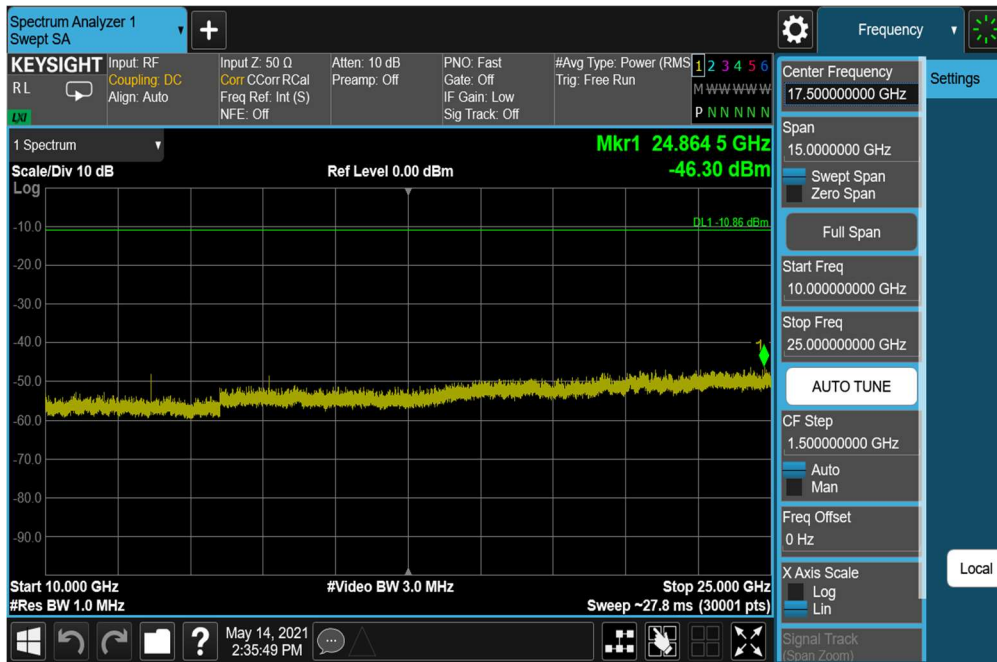 Spectrum Analyzer 1
Swept SA
Frequency
KEYSIGHT
Input: RF
Input Z: 50 Ω
Atten: 10 dB
PNO: Fast
#Avg Type: Power (RMS
1 2 3 4 5 6
R L
Coupling: DC
Corr CCorr RCal
Preamp: Off
Gate: Off
Trig: Free Run
Align: Auto
Freq Ref: Int (S)
IF Gain: Low
M W W W W W
LXI
NFE: Off
Sig Track: Off
P N N N N N
1 Spectrum
Mkr1 24.864 5 GHz
Scale/Div 10 dB
Ref Level 0.00 dBm
-46.30 dBm
Log
DL1 -10.86 dBm
-10.0
-20.0
-30.0
-40.0
1
-50.0
-60.0
-70.0
-80.0
-90.0
Start 10.000 GHz
#Video BW 3.0 MHz
Stop 25.000 GHz
#Res BW 1.0 MHz
Sweep ~27.8 ms (30001 pts)
May 14, 2021
2:35:49 PM
?
Center Frequency
17.500000000 GHz
Settings
Span
15.0000000 GHz
Swept Span
Zero Span
Full Span
Start Freq
10.000000000 GHz
Stop Freq
25.000000000 GHz
AUTO TUNE
CF Step
1.500000000 GHz
Auto
Man
Freq Offset
0 Hz
X Axis Scale
Log
Lin
Local
Signal Track
(Span Zoom)